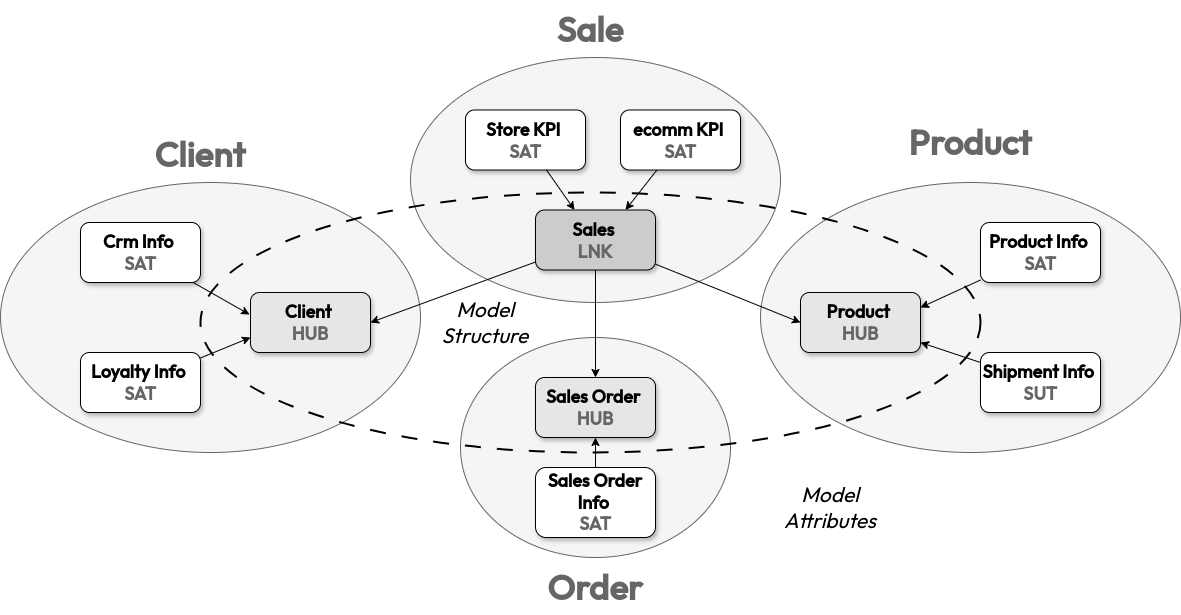 Sale
Store KPI
SAT
ecomm KPI
SAT
Client
Product
Sales
LNK
Crm Info
SAT
Product Info
SAT
Client
HUB
Model
Structure
Product
HUB
Loyalty Info
SAT
Shipment Info
SUT
Sales Order
HUB
Sales Order
Info
SAT
Model
Attributes
Order